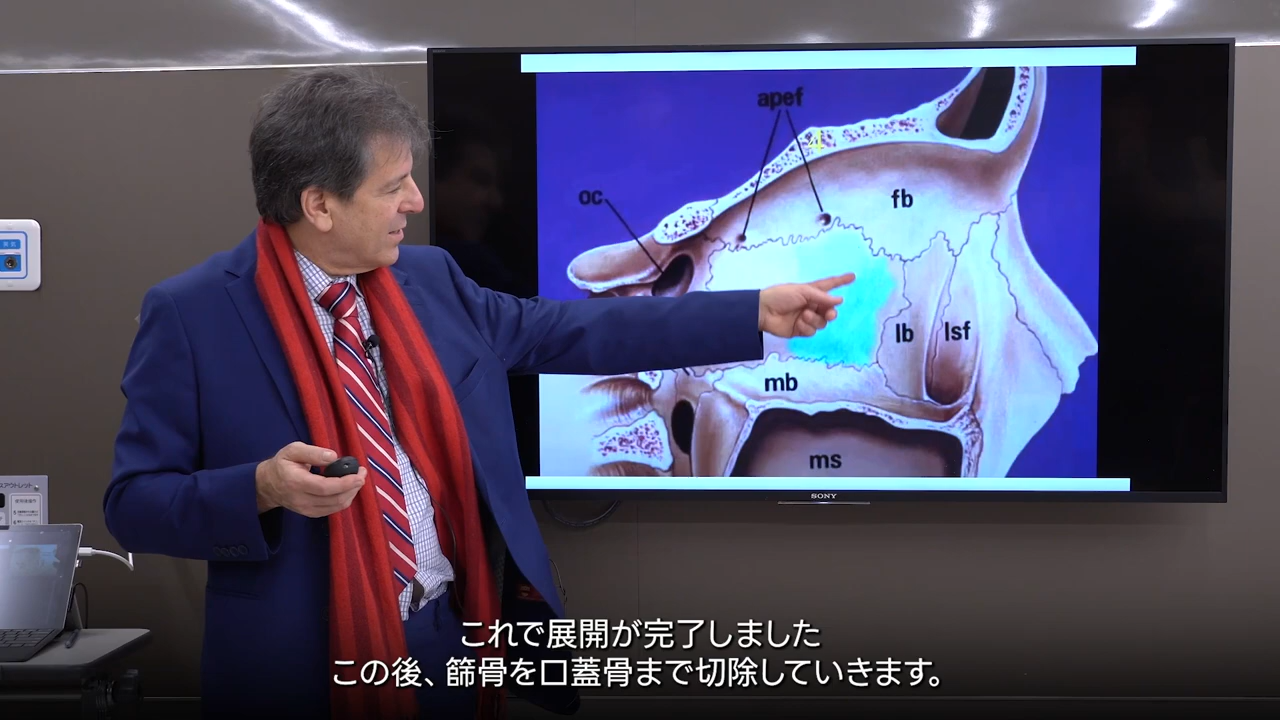 apef
4
oc
fb
lb
lsf
mb
ms
SONY
これで展開が完了しました
この後、篩骨を口蓋骨まで切除していきます。